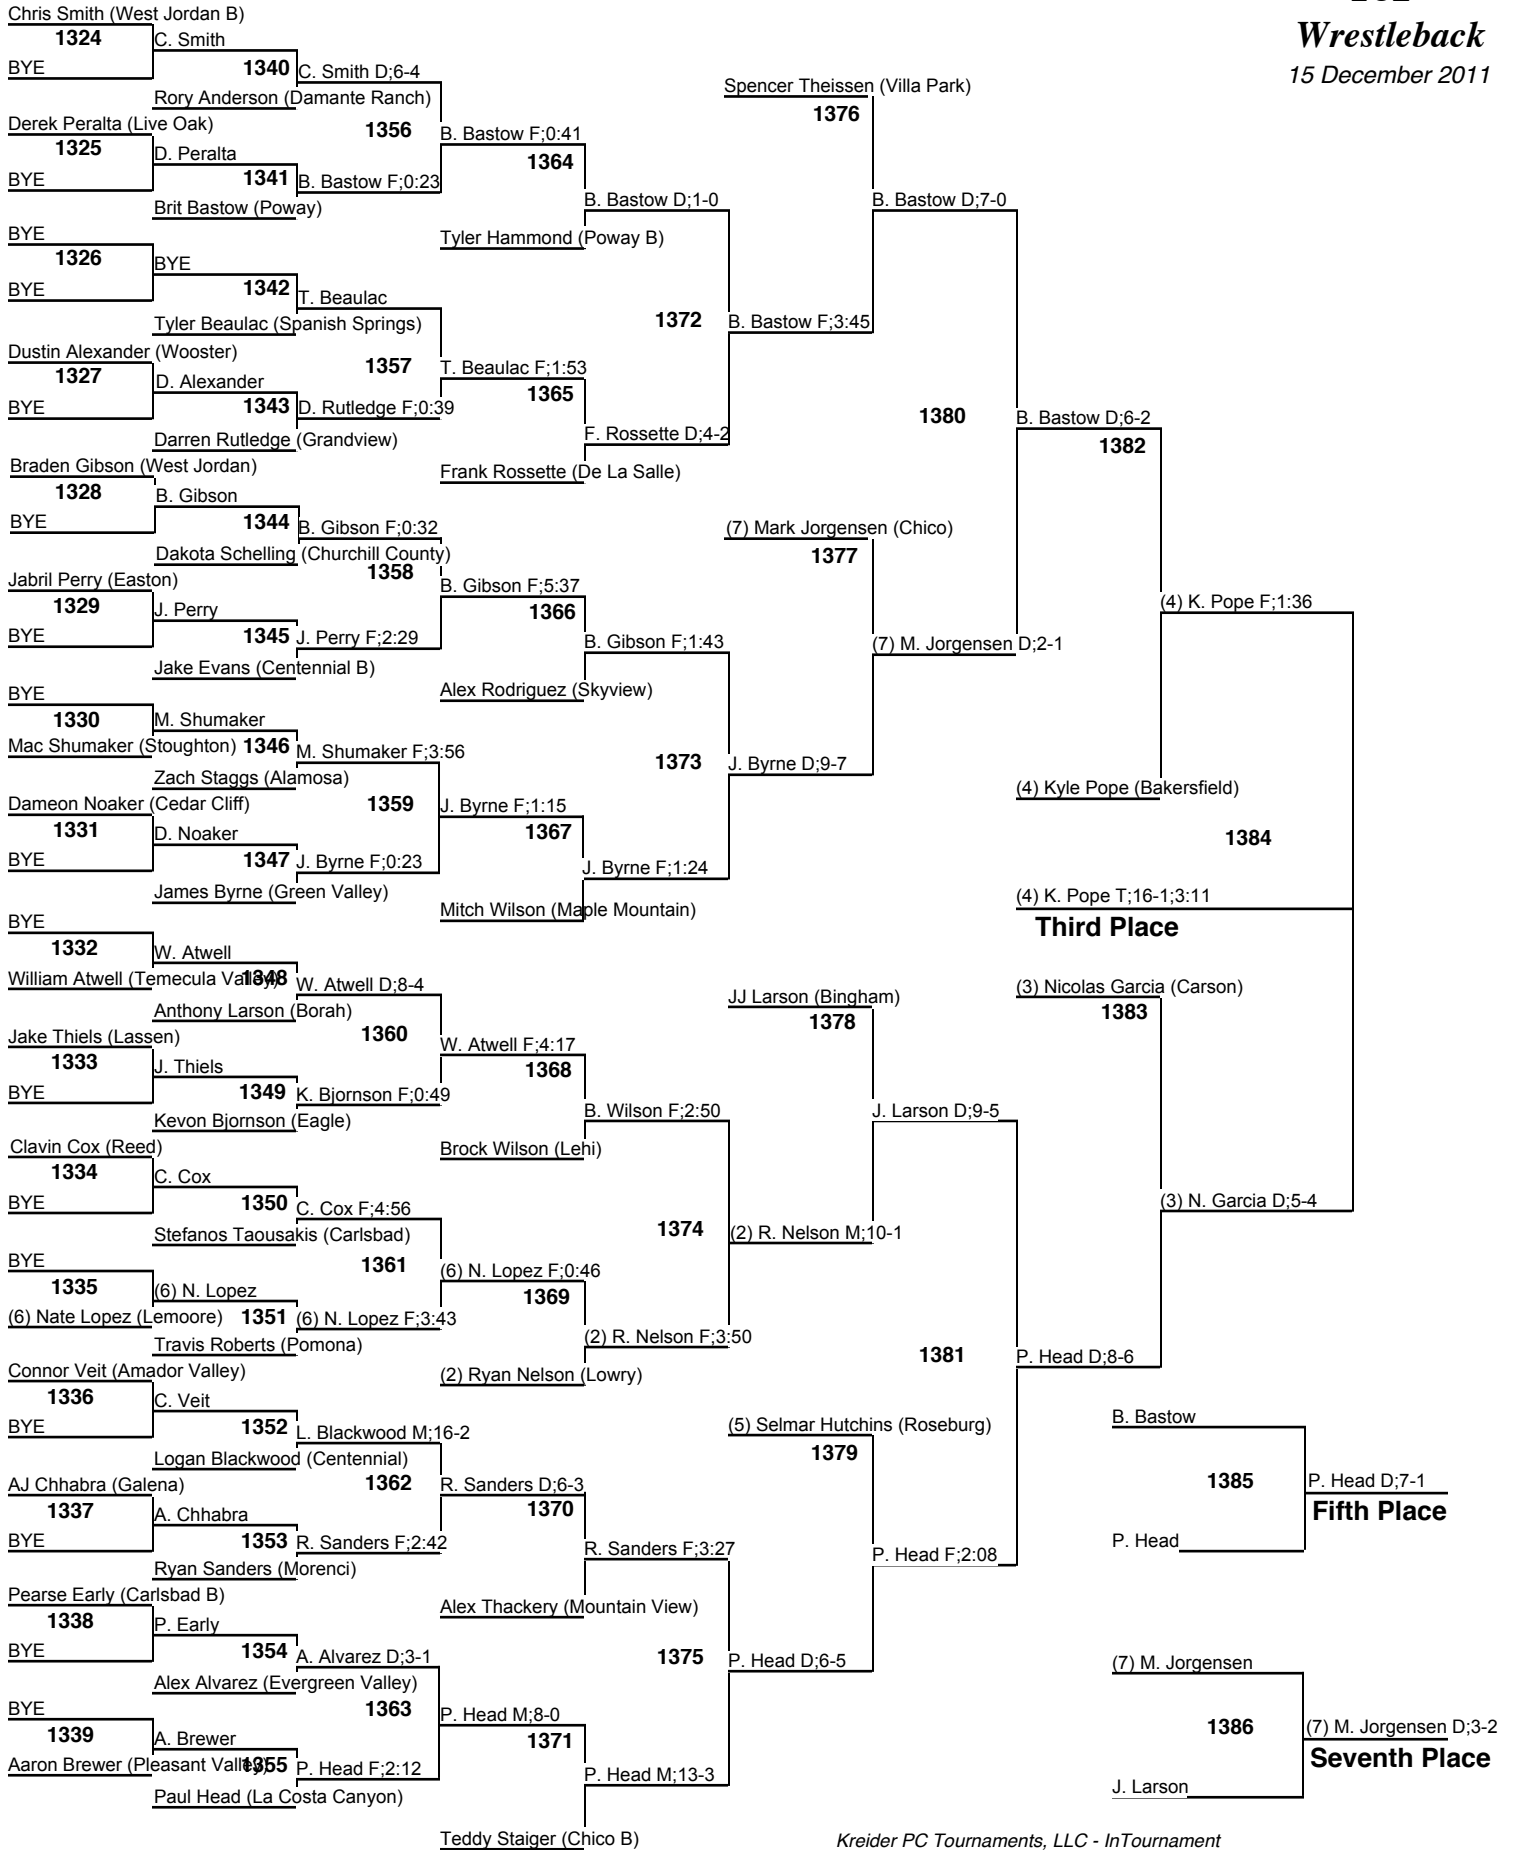 Wrestleback
15 December 2011
Chris Smith (West Jordan B)
1324
C. Smith
BYE
1340
C. Smith D;6-4
Rory Anderson (Damante Ranch)
Derek Peralta (Live Oak)
1356
1325
D. Peralta
BYE
1341
B. Bastow F;0:23
Brit Bastow (Poway)
B. Bastow F;0:41
1364
BYE
1326
BYE
BYE
1342
T. Beaulac
Tyler Beaulac (Spanish Springs)
B. Bastow D;1-0
Tyler Hammond (Poway B)
Dustin Alexander (Wooster)
1357
1327
D. Alexander
BYE
1343
D. Rutledge F;0:39
Darren Rutledge (Grandview)
T. Beaulac F;1:53
1365
F. Rossette D;4-2
Frank Rossette (De La Salle)
1372
B. Bastow F;3:45
Spencer Theissen (Villa Park)
1376
B. Bastow D;7-0
Braden Gibson (West Jordan)
1328
B. Gibson
BYE
1344
B. Gibson F;0:32
Dakota Schelling (Churchill County)
1358
Jabril Perry (Easton)
1329
J. Perry
BYE
1345
J. Perry F;2:29
Jake Evans (Centennial B)
B. Gibson F;5:37
1366
B. Gibson F;1:43
Alex Rodriguez (Skyview)
BYE
1330
M. Shumaker
Mac Shumaker (Stoughton)
1346
M. Shumaker F;3:56
Zach Staggs (Alamosa)
Dameon Noaker (Cedar Cliff)
1359
1331
D. Noaker
BYE
1347
J. Byrne F;0:23
James Byrne (Green Valley)
J. Byrne F;1:15
1367
J. Byrne F;1:24
Mitch Wilson (Maple Mountain)
1373
J. Byrne D;9-7
(7) Mark Jorgensen (Chico)
1377
(7) M. Jorgensen D;2-1
1380
B. Bastow D;6-2
1382
(4) K. Pope F;1:36
(4) Kyle Pope (Bakersfield)
1384
(4) K. Pope T;16-1;3:11
Third Place
BYE
1332
W. Atwell
William Atwell (Temecula Valley)
1348
W. Atwell D;8-4
Anthony Larson (Borah)
Jake Thiels (Lassen)
1360
1333
J. Thiels
BYE
1349
K. Bjornson F;0:49
Kevon Bjornson (Eagle)
W. Atwell F;4:17
1368
B. Wilson F;2:50
Brock Wilson (Lehi)
Clavin Cox (Reed)
1334
C. Cox
BYE
1350
C. Cox F;4:56
Stefanos Taousakis (Carlsbad)
BYE
1361
1335
(6) N. Lopez
(6) Nate Lopez (Lemoore)
1351
(6) N. Lopez F;3:43
Travis Roberts (Pomona)
(6) N. Lopez F;0:46
1369
(2) R. Nelson F;3:50
(2) Ryan Nelson (Lowry)
1374
(2) R. Nelson M;10-1
JJ Larson (Bingham)
1378
J. Larson D;9-5
(3) Nicolas Garcia (Carson)
1383
(3) N. Garcia D;5-4
1381
P. Head D;8-6
Connor Veit (Amador Valley)
1336
C. Veit
BYE
1352
L. Blackwood M;16-2
Logan Blackwood (Centennial)
AJ Chhabra (Galena)
1362
1337
A. Chhabra
BYE
1353
R. Sanders F;2:42
Ryan Sanders (Morenci)
R. Sanders D;6-3
1370
R. Sanders F;3:27
Alex Thackery (Mountain View)
Pearse Early (Carlsbad B)
1338
P. Early
BYE
1354
A. Alvarez D;3-1
Alex Alvarez (Evergreen Valley)
1363
BYE
1339
A. Brewer
Aaron Brewer (Pleasant Valley)
1355
P. Head F;2:12
Paul Head (La Costa Canyon)
P. Head M;8-0
1371
P. Head M;13-3
Teddy Staiger (Chico B)
1375
P. Head D;6-5
(5) Selmar Hutchins (Roseburg)
1379
P. Head F;2:08
B. Bastow
1385
P. Head D;7-1
Fifth Place
P. Head
(7) M. Jorgensen
1386
(7) M. Jorgensen D;3-2
Seventh Place
J. Larson
Kreider PC Tournaments, LLC - InTournament